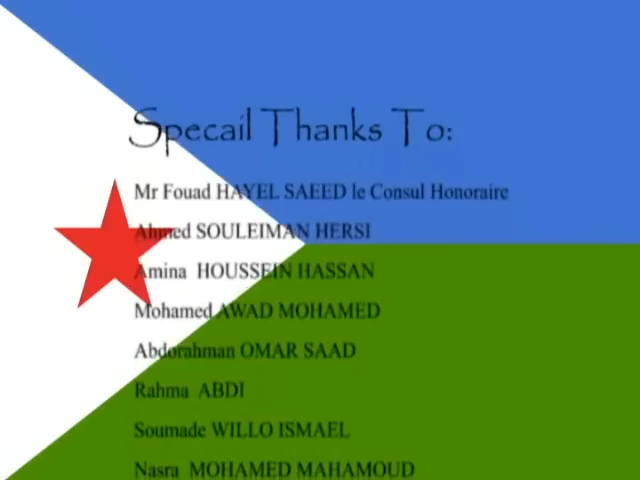 Specail Thanks To:
Mr Fouad HAYEL SAEED le Consul Honoraire
Ahmed SOULEIMAN HERSI
Amina HOUSSEIN HASSAN
Mohamed AWAD MOHAMED
Abdorahman OMAR SAAD
Rahma ABDI
Soumade WILLO ISMAEL
Nasra MOHAMED MAHAMOUD